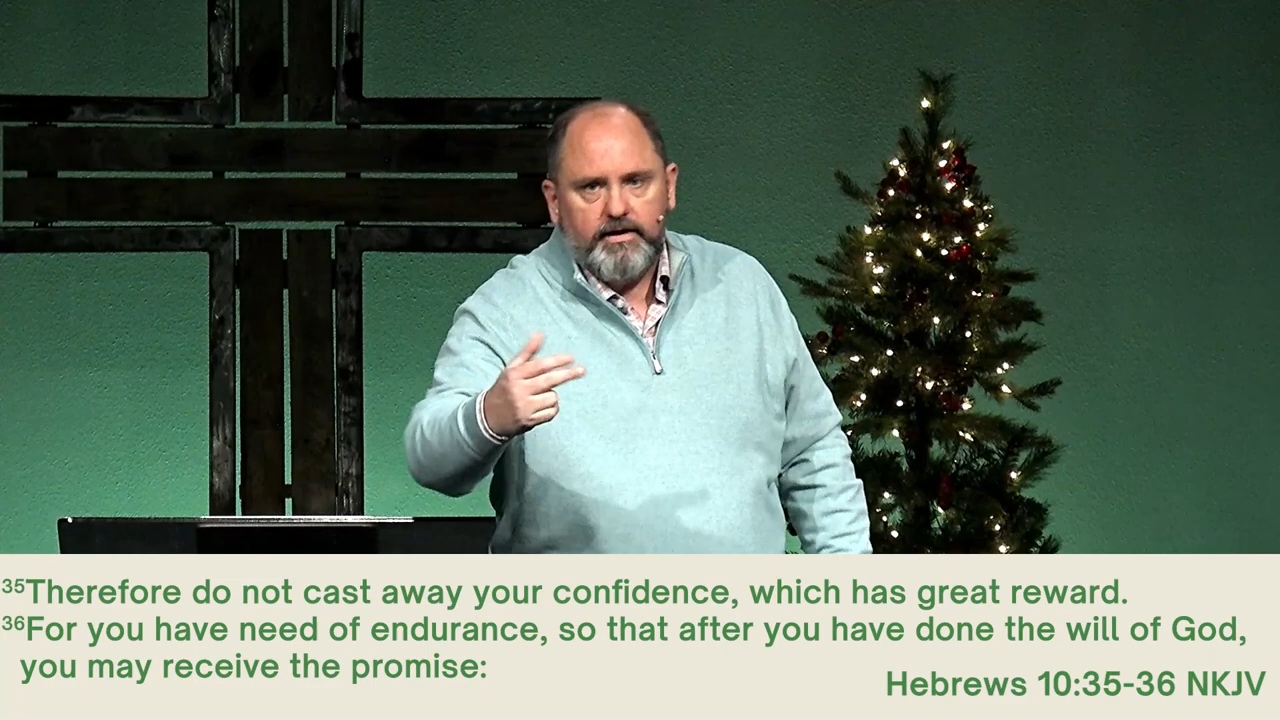 ³⁵Therefore do not cast away your confidence, which has great reward.
³⁶For you have need of endurance, so that after you have done the will of God,
you may receive the promise:
Hebrews 10:35-36 NKJV